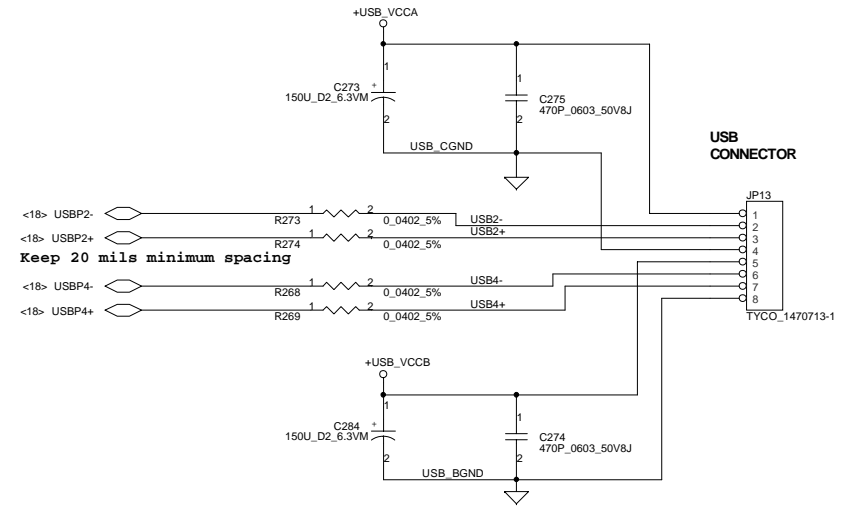 +USB_VCCA
1
1
C273
+
150U_D2_6.3VM
C275
470P_0603_50V8J
2
2
USB_CGND
USB
CONNECTOR
JP13
<18> USBP2-
R273
1
2
0_0402_5%
USB2-
<18> USBP2+
R274
1
2
0_0402_5%
USB2+
Keep 20 mils minimum spacing
<18> USBP4-
R268
1
2
0_0402_5%
USB4-
<18> USBP4+
R269
1
2
0_0402_5%
USB4+
1
2
3
4
5
6
7
8
TYCO_1470713-1
+USB_VCCB
1
1
C284
+
150U_D2_6.3VM
C274
470P_0603_50V8J
2
2
USB_BGND